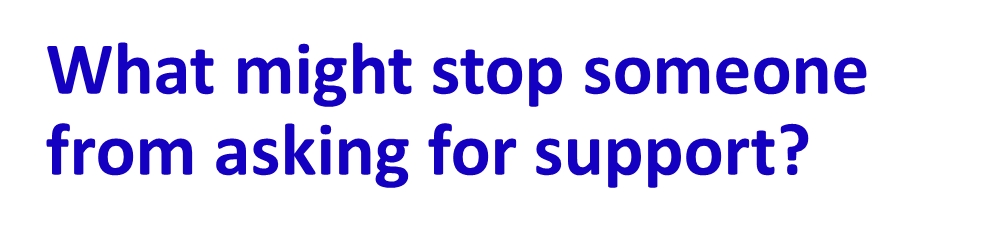 What might stop someone
from asking for support?